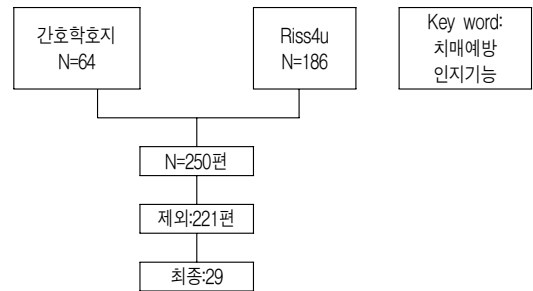 간호학호지
N=64
Riss4u
N=186
Key word:
치매예방
인지기능
N=250편
제외:221편
최종:29